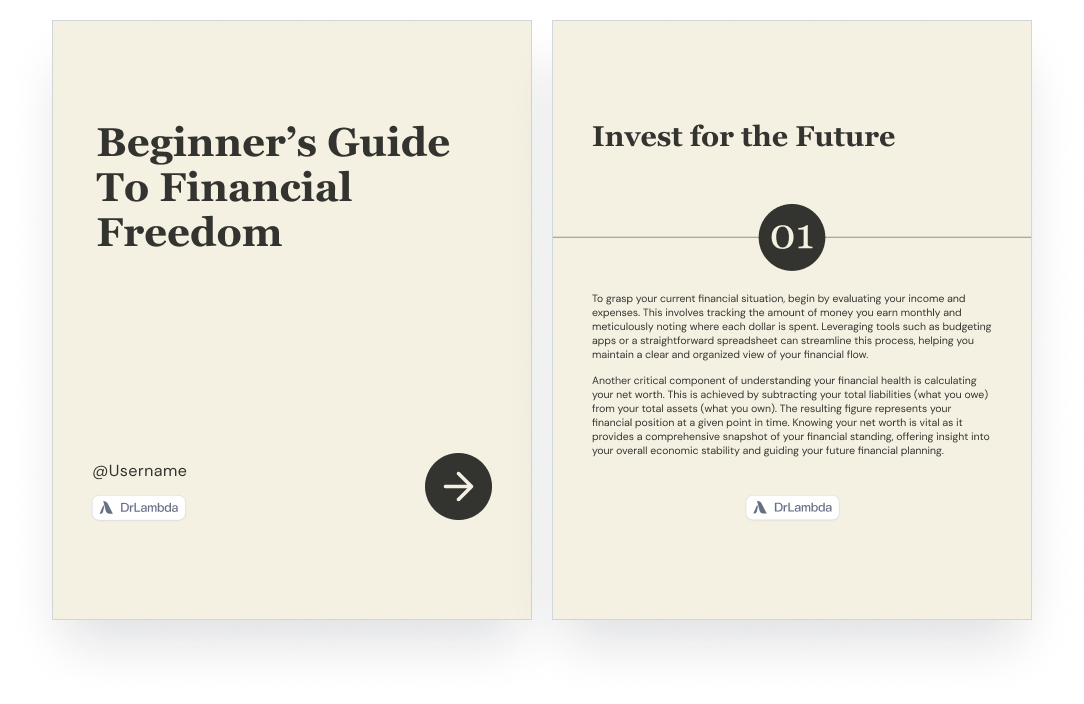 Beginner’s Guide
To Financial
Freedom
@Username
DrLambda
Invest for the Future
01
To grasp your current financial situation, begin by evaluating your income and
expenses. This involves tracking the amount of money you earn monthly and
meticulously noting where each dollar is spent. Leveraging tools such as budgeting
apps or a straightforward spreadsheet can streamline this process, helping you
maintain a clear and organized view of your financial flow.
Another critical component of understanding your financial health is calculating
your net worth. This is achieved by subtracting your total liabilities (what you owe)
from your total assets (what you own). The resulting figure represents your
financial position at a given point in time. Knowing your net worth is vital as it
provides a comprehensive snapshot of your financial standing, offering insight into
your overall economic stability and guiding your future financial planning.
DrLambda